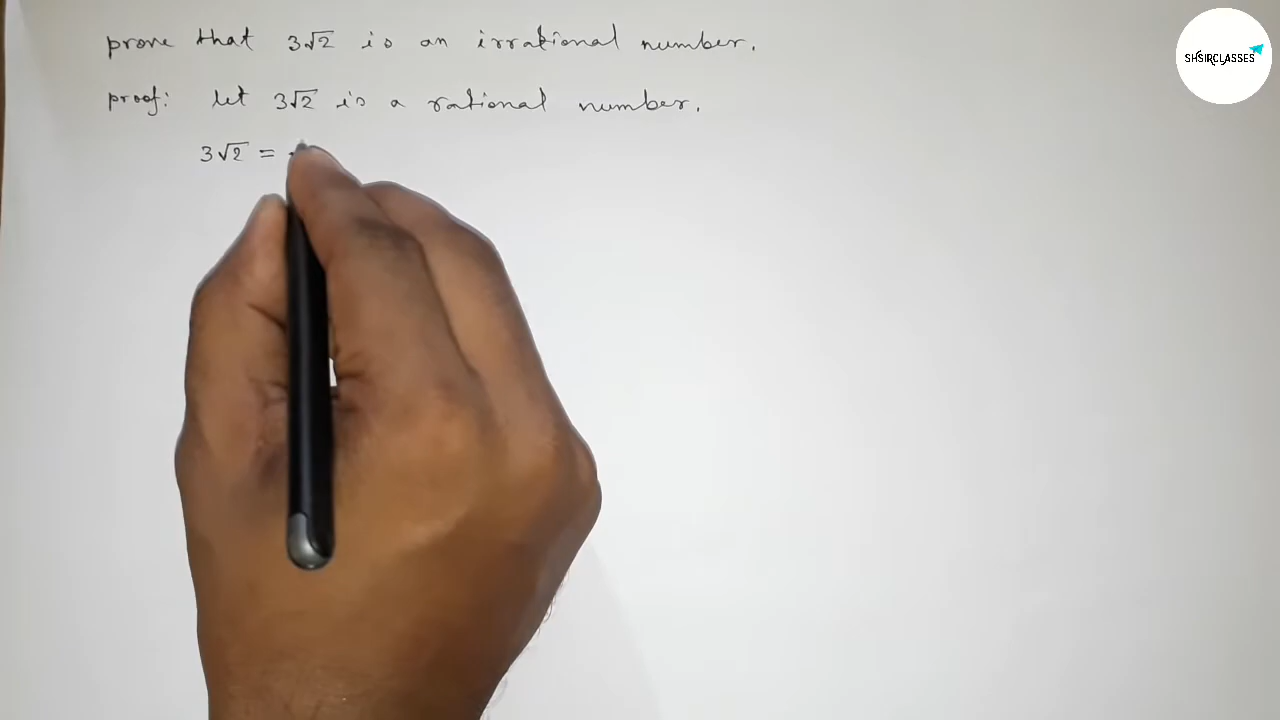 prove that 3√2 is an irrational number.
SHSIRCLASSES
proof: let 3√2 is a rational number.
3√2 =